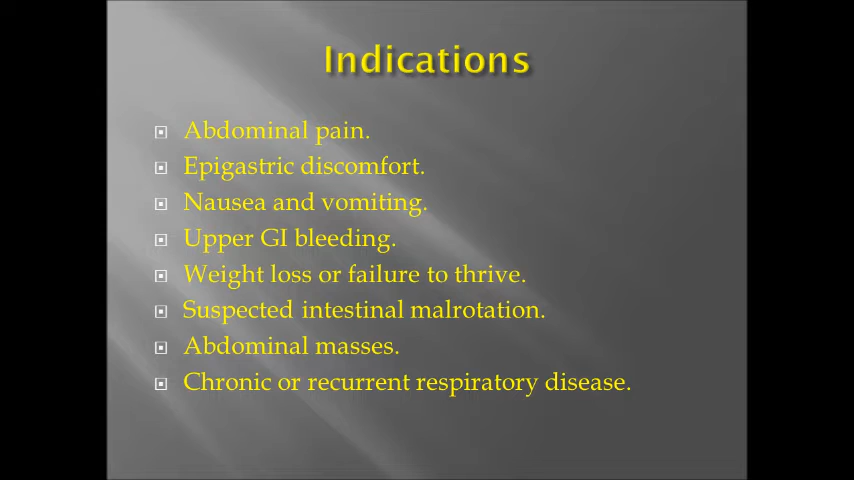 Indications
Abdominal pain.
Epigastric discomfort.
Nausea and vomiting.
Upper GI bleeding.
Weight loss or failure to thrive.
Suspected intestinal malrotation.
Abdominal masses.
Chronic or recurrent respiratory disease.